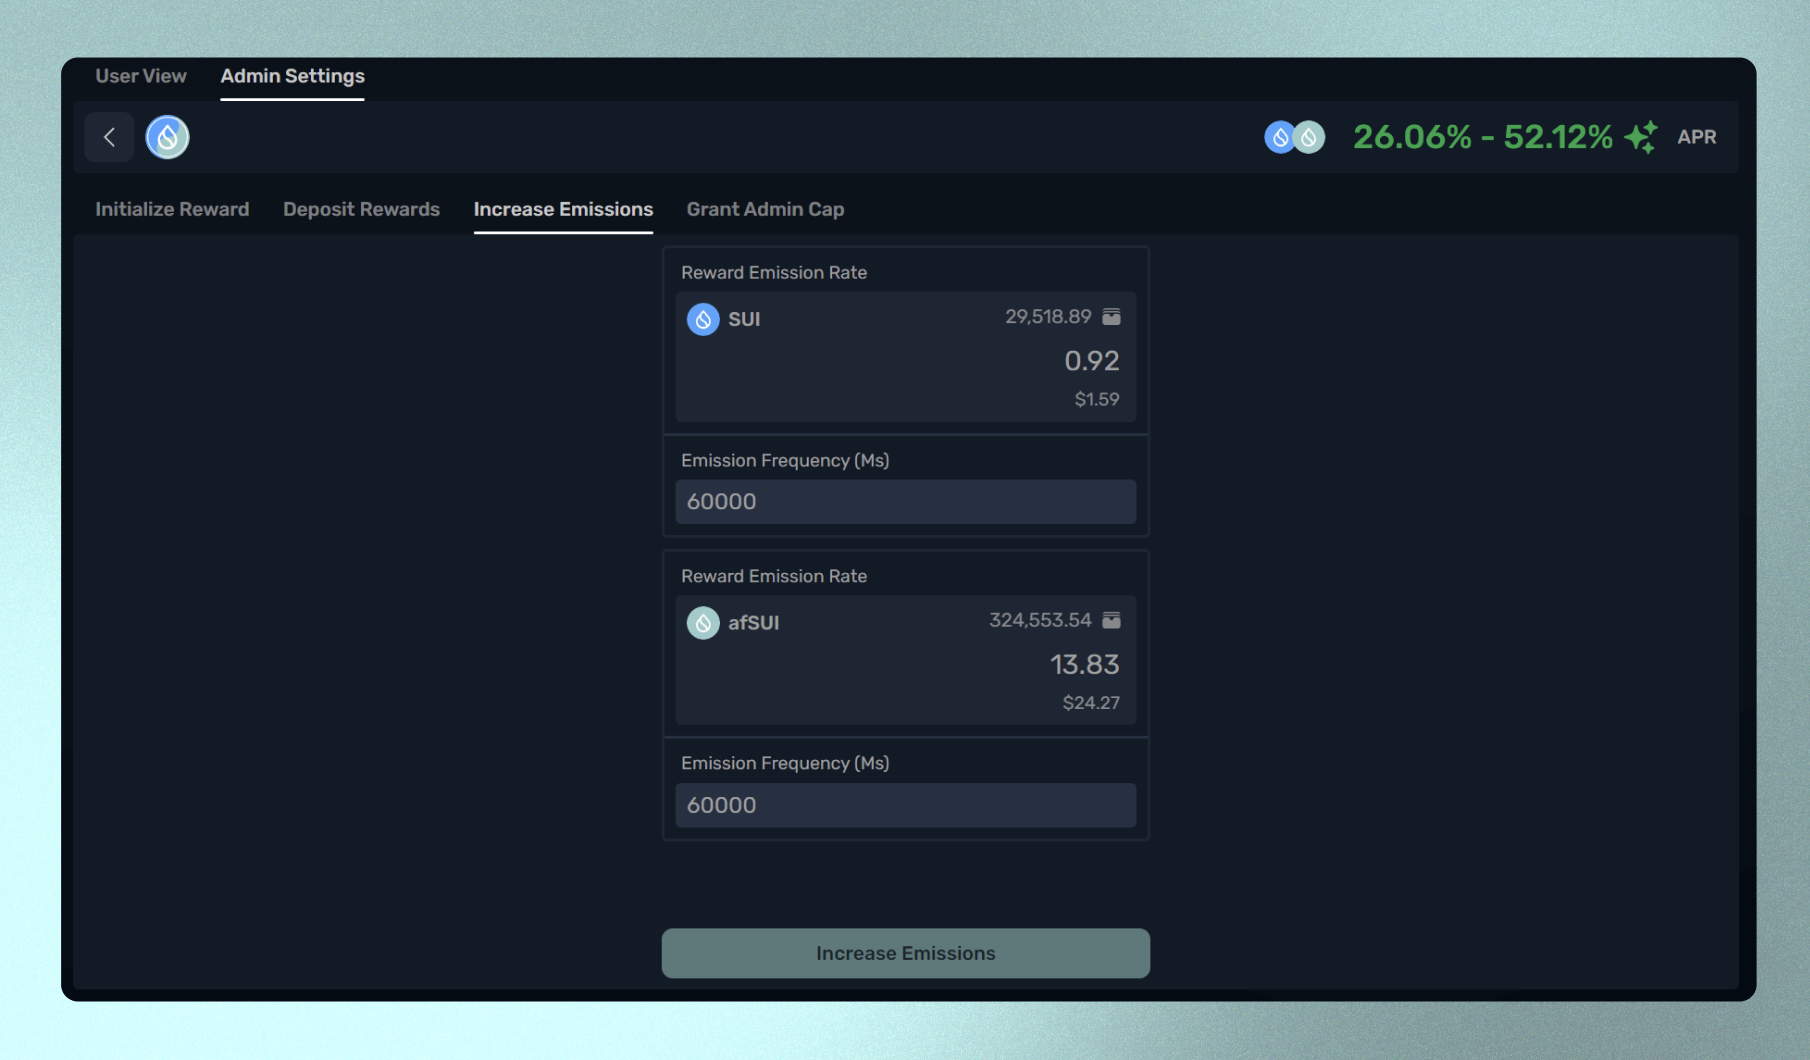 User View Admin Settings
26.06% - 52.12% APR
Initialize Reward Deposit Rewards Increase Emissions Grant Admin Cap
Reward Emission Rate
SUI 29,518.89
0.92
$1.59
Emission Frequency (Ms)
60000
Reward Emission Rate
afSUI 324,553.54
13.83
$24.27
Emission Frequency (Ms)
60000
Increase Emissions